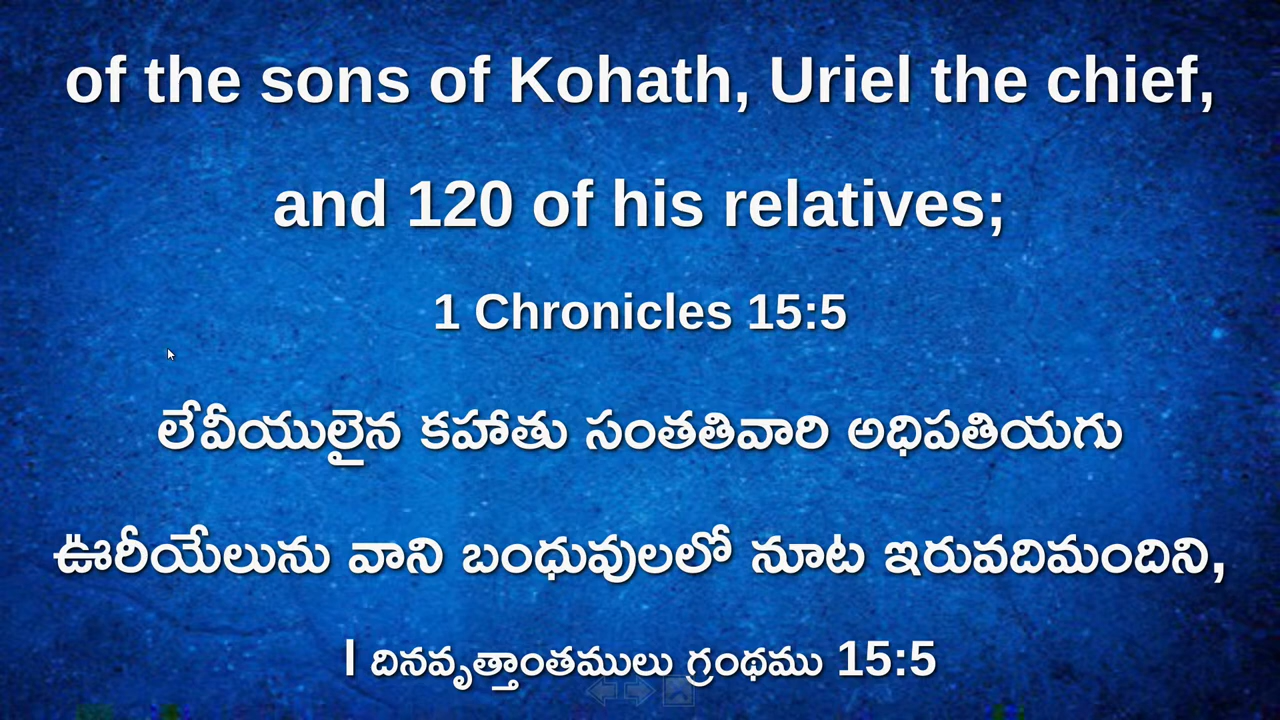 of the sons of Kohath, Uriel the chief,
and 120 of his relatives;
1 Chronicles 15:5
లేవీయులైన కహాతు సంతతివారి అధిపతియగు
ఊరీయేలును వాని బంధువులలో నూట ఇరువదిమందిని,
I దినవృత్తాంతములు గ్రంథము 15:5